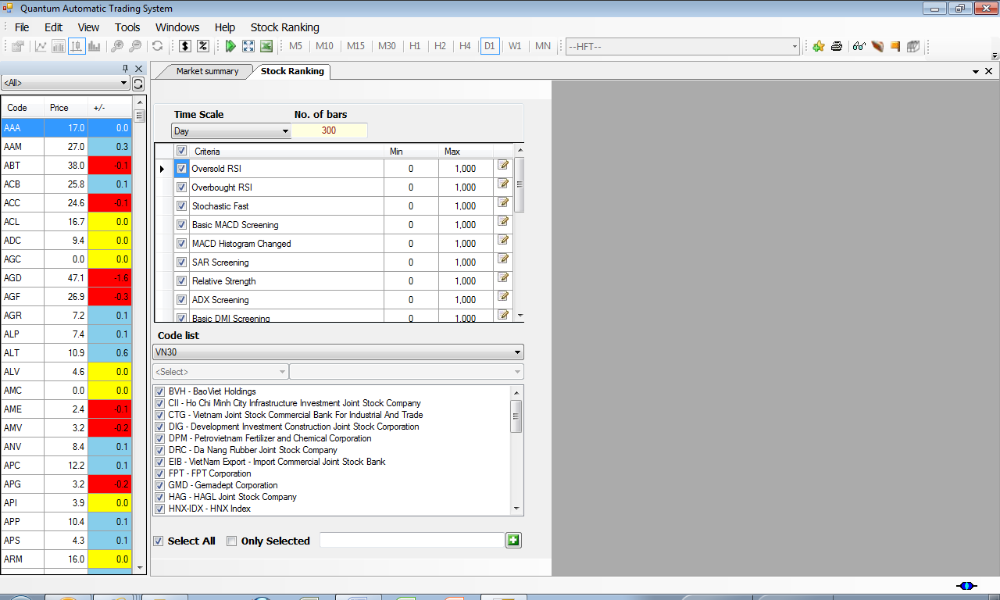 Quantum Automatic Trading System
File Edit View Tools Windows Help Stock Ranking
$ % M5 M10 M15 M30 H1 H2 H4 D1 W1 MN --HFT--
<All>
Code Price +/-
AAA 17.0 0.0
AAM 27.0 0.3
ABT 38.0 -0.1
ACB 25.8 0.1
ACC 24.6 -0.1
ACL 16.7 0.0
ADC 9.4 0.0
AGC 0.0 0.0
AGD 47.1 -1.6
AGF 26.9 -0.3
AGR 7.2 0.1
ALP 7.4 0.1
ALT 10.9 0.6
ALV 4.6 0.0
AMC 0.0 0.0
AME 2.4 -0.1
AMV 3.2 -0.2
ANV 8.4 0.1
APC 12.2 0.1
APG 3.2 -0.2
API 3.9 0.0
APP 10.4 0.1
APS 4.3 0.1
ARM 16.0 0.0
Market summary Stock Ranking
Time Scale No. of bars
Day 300
Criteria Min Max
Oversold RSI 0 1,000
Overbought RSI 0 1,000
Stochastic Fast 0 1,000
Basic MACD Screening 0 1,000
MACD Histogram Changed 0 1,000
SAR Screening 0 1,000
Relative Strength 0 1,000
ADX Screening 0 1,000
Basic DMI Screening 0 1,000
Code list
VN30
<Select>
BVH - BaoViet Holdings
CII - Ho Chi Minh City Infrastructure Investment Joint Stock Company
CTG - Vietnam Joint Stock Commercial Bank For Industrial And Trade
DIG - Development Investment Construction Joint Stock Corporation
DPM - Petrovietnam Fertilizer and Chemical Corporation
DRC - Da Nang Rubber Joint Stock Company
EIB - VietNam Export - Import Commercial Joint Stock Bank
FPT - FPT Corporation
GMD - Gemadept Corporation
HAG - HAGL Joint Stock Company
HNX-IDX - HNX Index
Select All Only Selected